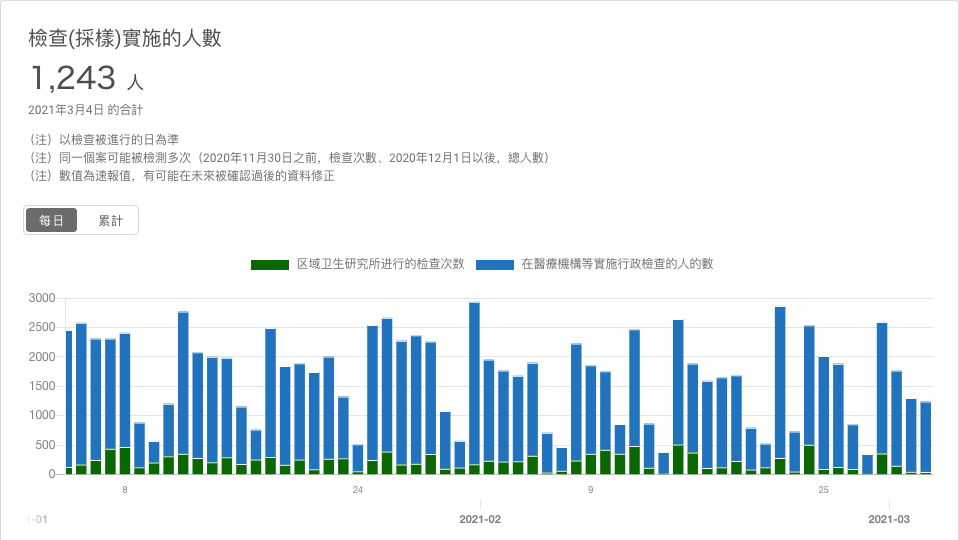 檢查(採樣)實施的人數
1,243 人
2021年3月4日 的合計
（注）以檢查被進行的日為準
（注）同一個案可能被檢測多次（2020年11月30日之前，檢查次數、2020年12月1日以後，總人數）
（注）數值為速報值，有可能在未來被確認過後的資料修正
每日 累計
区域卫生研究所进行的检查次数 在醫療機構等實施行政檢查的人的數
3000
2500
2000
1500
1000
500
0
8 24 9 25
1-01 2021-02 2021-03